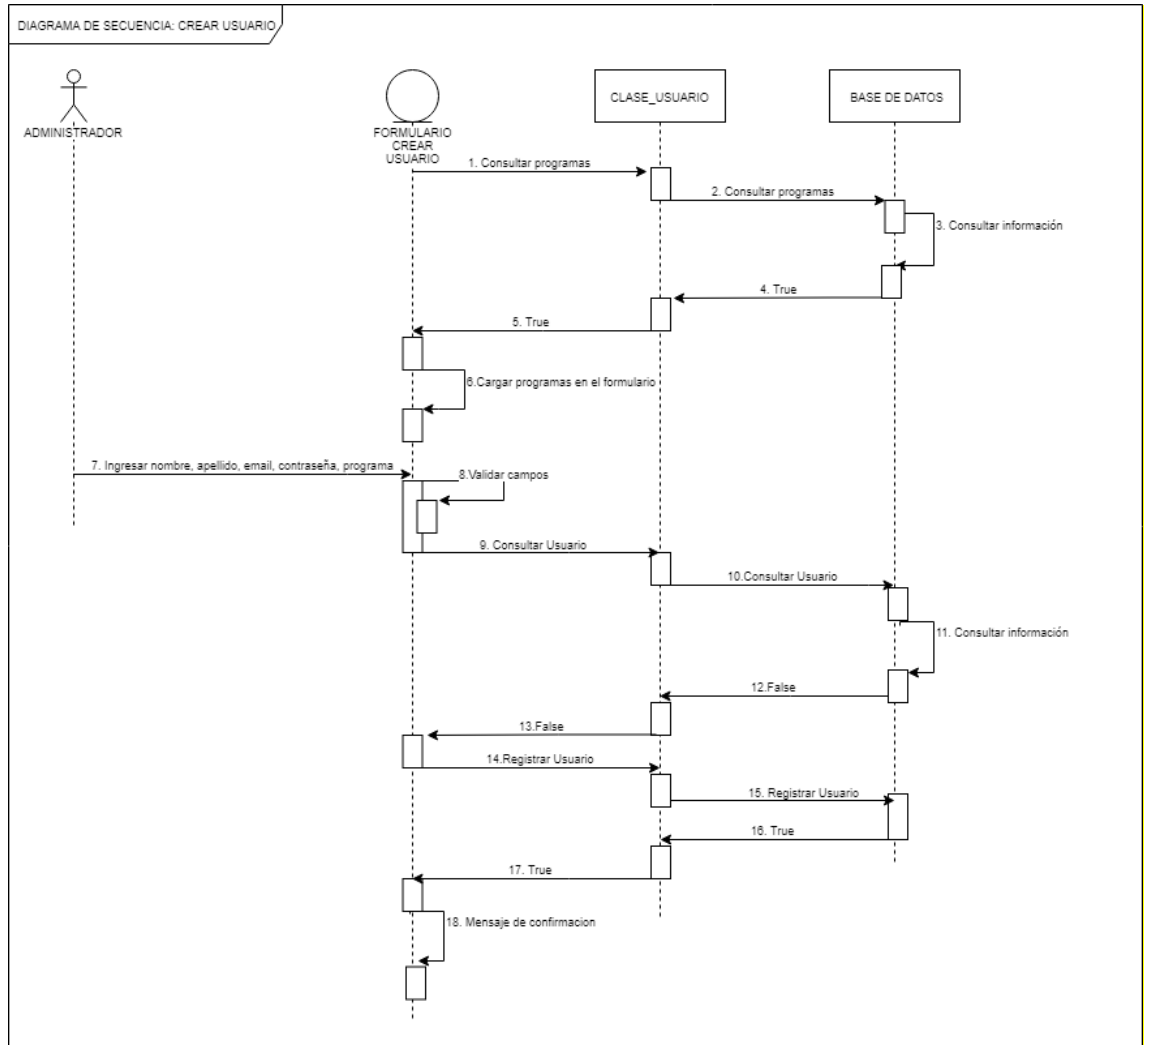 DIAGRAMA DE SECUENCIA: CREAR USUARIO
ADMINISTRADOR
FORMULARIO
CREAR
USUARIO
CLASE_USUARIO
BASE DE DATOS
1. Consultar programas
2. Consultar programas
3. Consultar información
4. True
5. True
6.Cargar programas en el formulario
7. Ingresar nombre, apellido, email, contraseña, programa
8.Validar campos
9. Consultar Usuario
10.Consultar Usuario
11. Consultar información
12.False
13.False
14.Registrar Usuario
15. Registrar Usuario
16. True
17. True
18. Mensaje de confirmacion